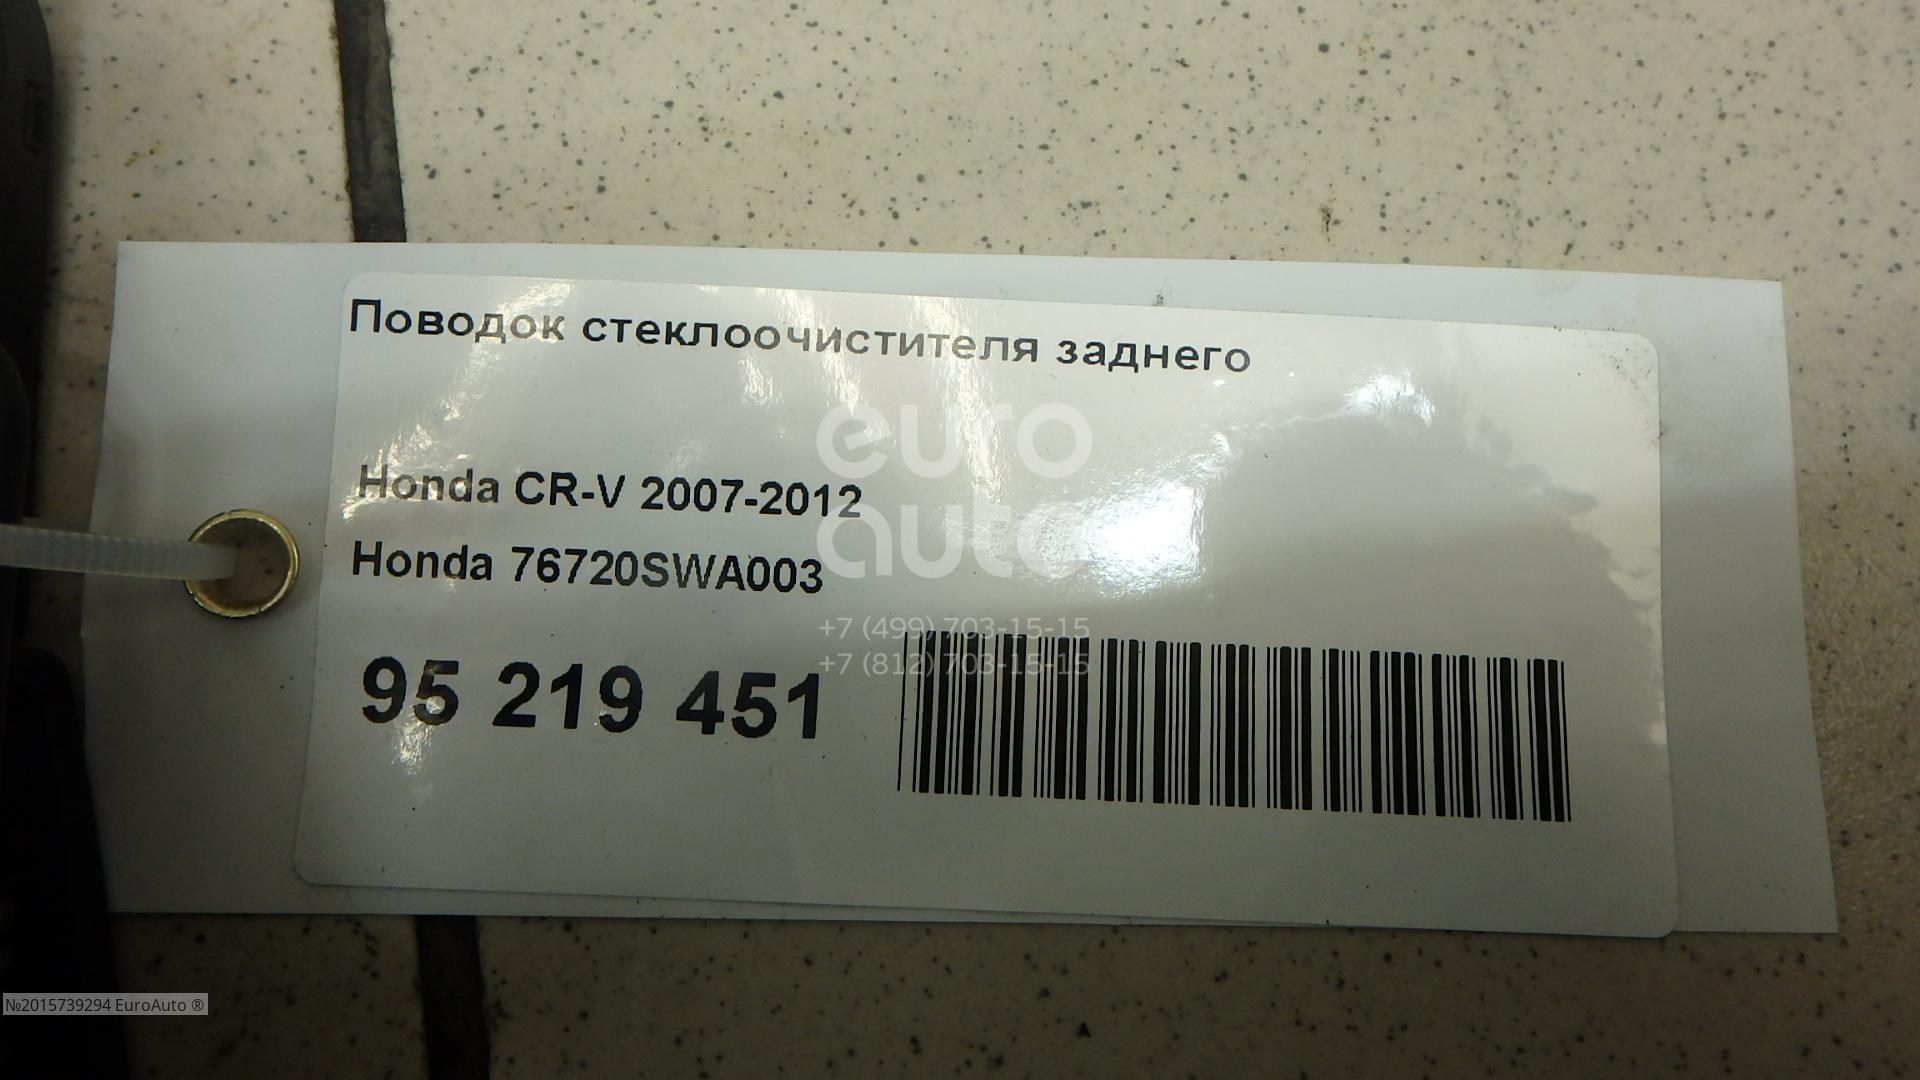 Поводок стеклоочистителя заднего
euro
auto
Honda CR-V 2007-2012
Honda 76720SWA003
+7 (499) 703-15-15
+7 (812) 703-15-15
95 219 451
№2015739294 EuroAuto ®